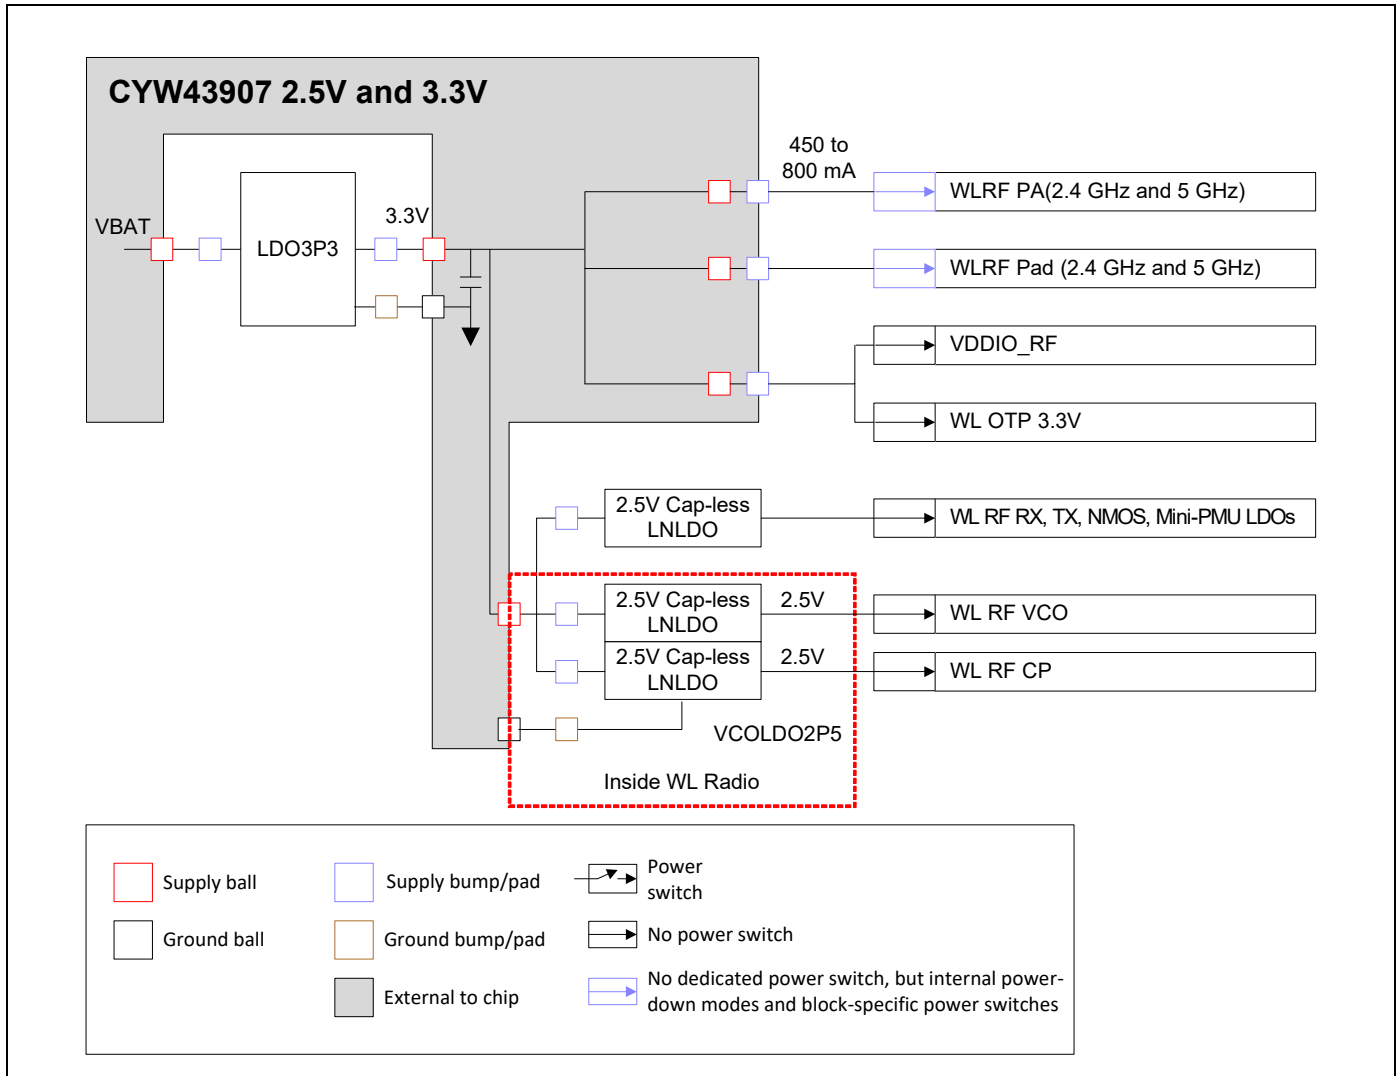 CYW43907 2.5V and 3.3V
450 to
800 mA
WLRF PA(2.4 GHz and 5 GHz)
VBAT
LDO3P3
3.3V
WLRF Pad (2.4 GHz and 5 GHz)
VDDIO_RF
WL OTP 3.3V
2.5V Cap-less
LNLDO
WL RF RX, TX, NMOS, Mini-PMU LDOs
2.5V Cap-less
LNLDO
2.5V
WL RF VCO
2.5V Cap-less
LNLDO
2.5V
WL RF CP
VCOLDO2P5
Inside WL Radio
Supply ball
Supply bump/pad
Power
switch
Ground ball
Ground bump/pad
No power switch
External to chip
No dedicated power switch, but internal power-
down modes and block-specific power switches